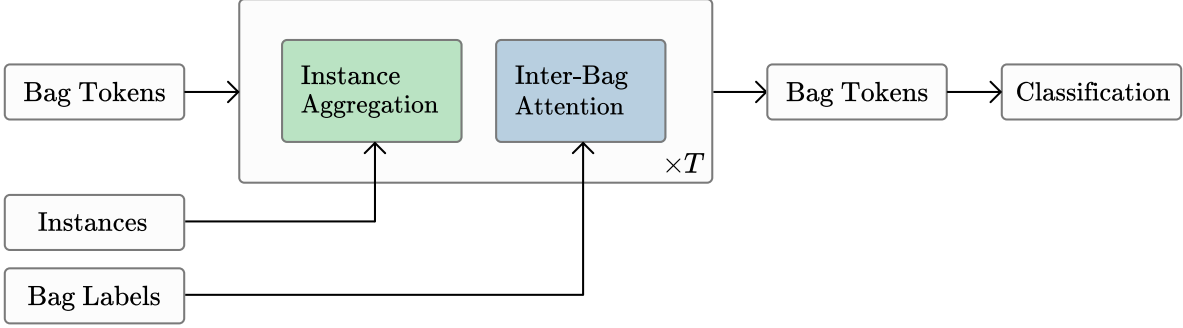 Bag Tokens
Instance
Aggregation
Inter-Bag
Attention
×T
Bag Tokens
Classification
Instances
Bag Labels